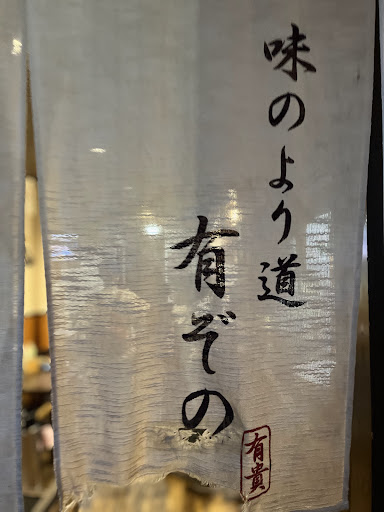 味のより道
有ぞの
有貴